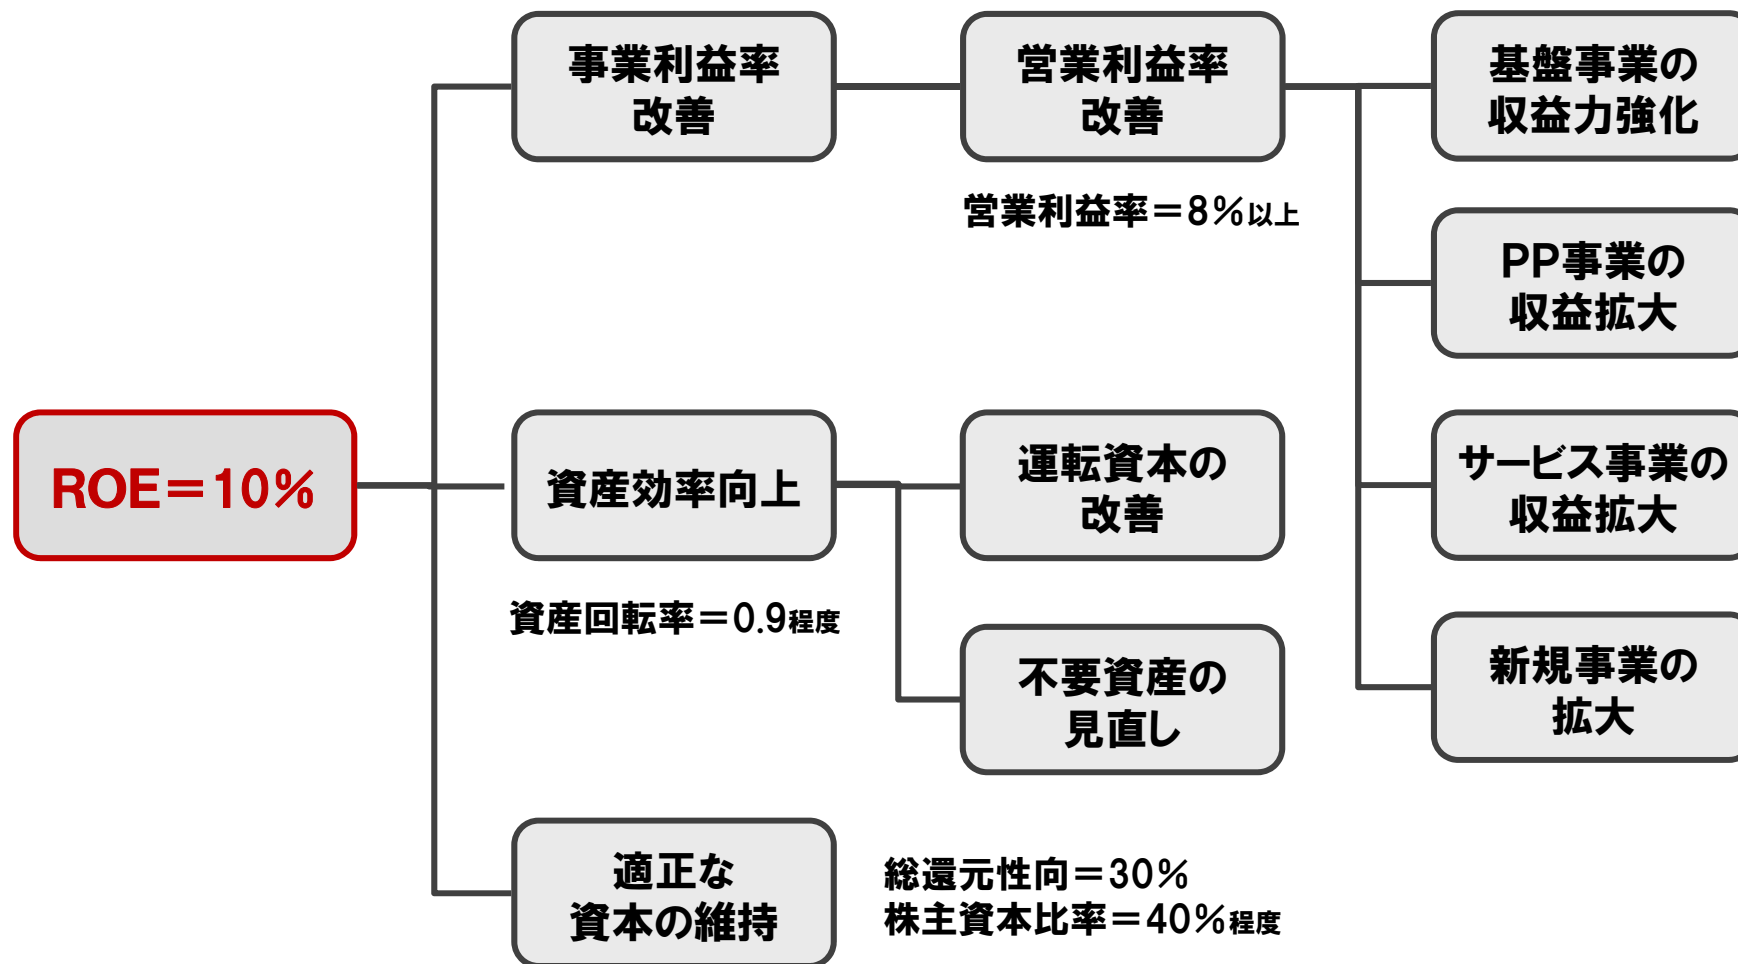 事業利益率
改善
営業利益率
改善
基盤事業の
収益力強化
営業利益率＝8%以上
PP事業の
収益拡大
ROE＝10%
資産効率向上
運転資本の
改善
サービス事業の
収益拡大
資産回転率＝0.9程度
不要資産の
見直し
新規事業の
拡大
適正な
資本の維持
総還元性向＝30%
株主資本比率＝40%程度